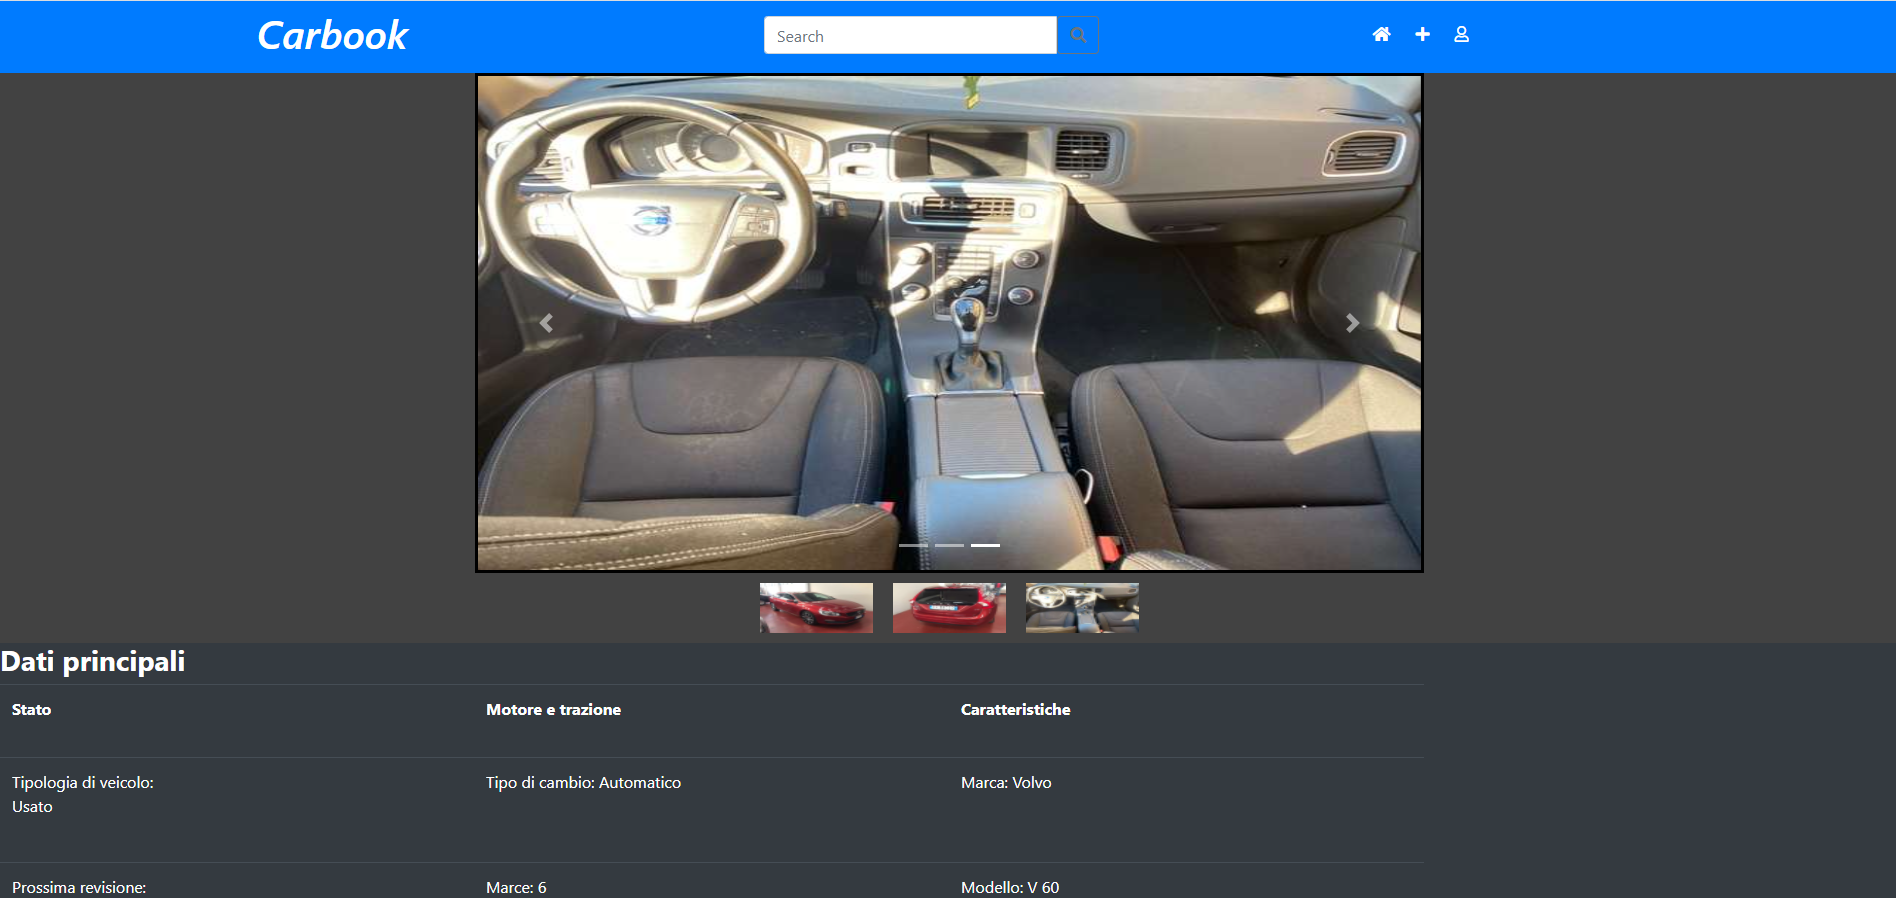 Carbook
Search
Dati principali
Stato
Motore e trazione
Caratteristiche
Tipologia di veicolo:
Usato
Tipo di cambio: Automatico
Marca: Volvo
Prossima revisione:
Marce: 6
Modello: V 60